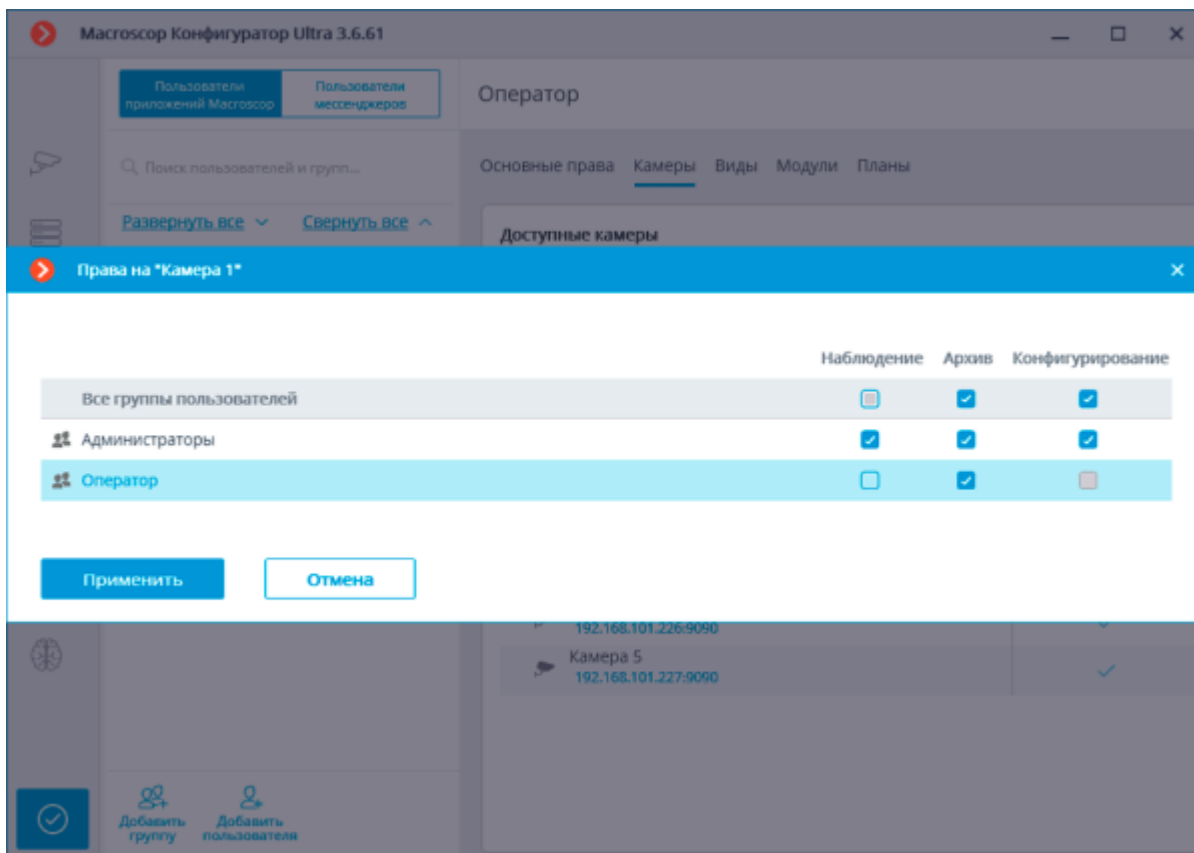 Macroscop Конфигуратор Ultra 3.6.61
Пользователи приложений Macroscop
Пользователи мессенджеров
Оператор
Поиск пользователей и групп...
Основные права Камеры Виды Модули Планы
Развернуть все Свернуть все
Доступные камеры
Права на "Камера 1"
Наблюдение Архив Конфигурирование
Все группы пользователей
Администраторы
Оператор
Применить Отмена
192.168.101.226:9090
Камера 5
192.168.101.227:9090
Добавить группу
Добавить пользователя